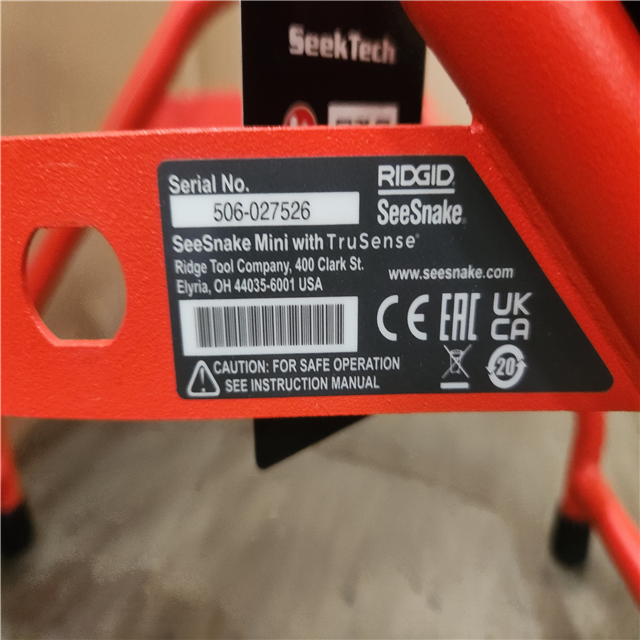 SeekTech
Serial No.
506-027526
RIDGID
SeeSnake®
SeeSnake Mini with TruSense®
Ridge Tool Company, 400 Clark St.
Elyria, OH 44035-6001 USA
www.seesnake.com
CE EAC UK
CA
20
CAUTION: FOR SAFE OPERATION
SEE INSTRUCTION MANUAL